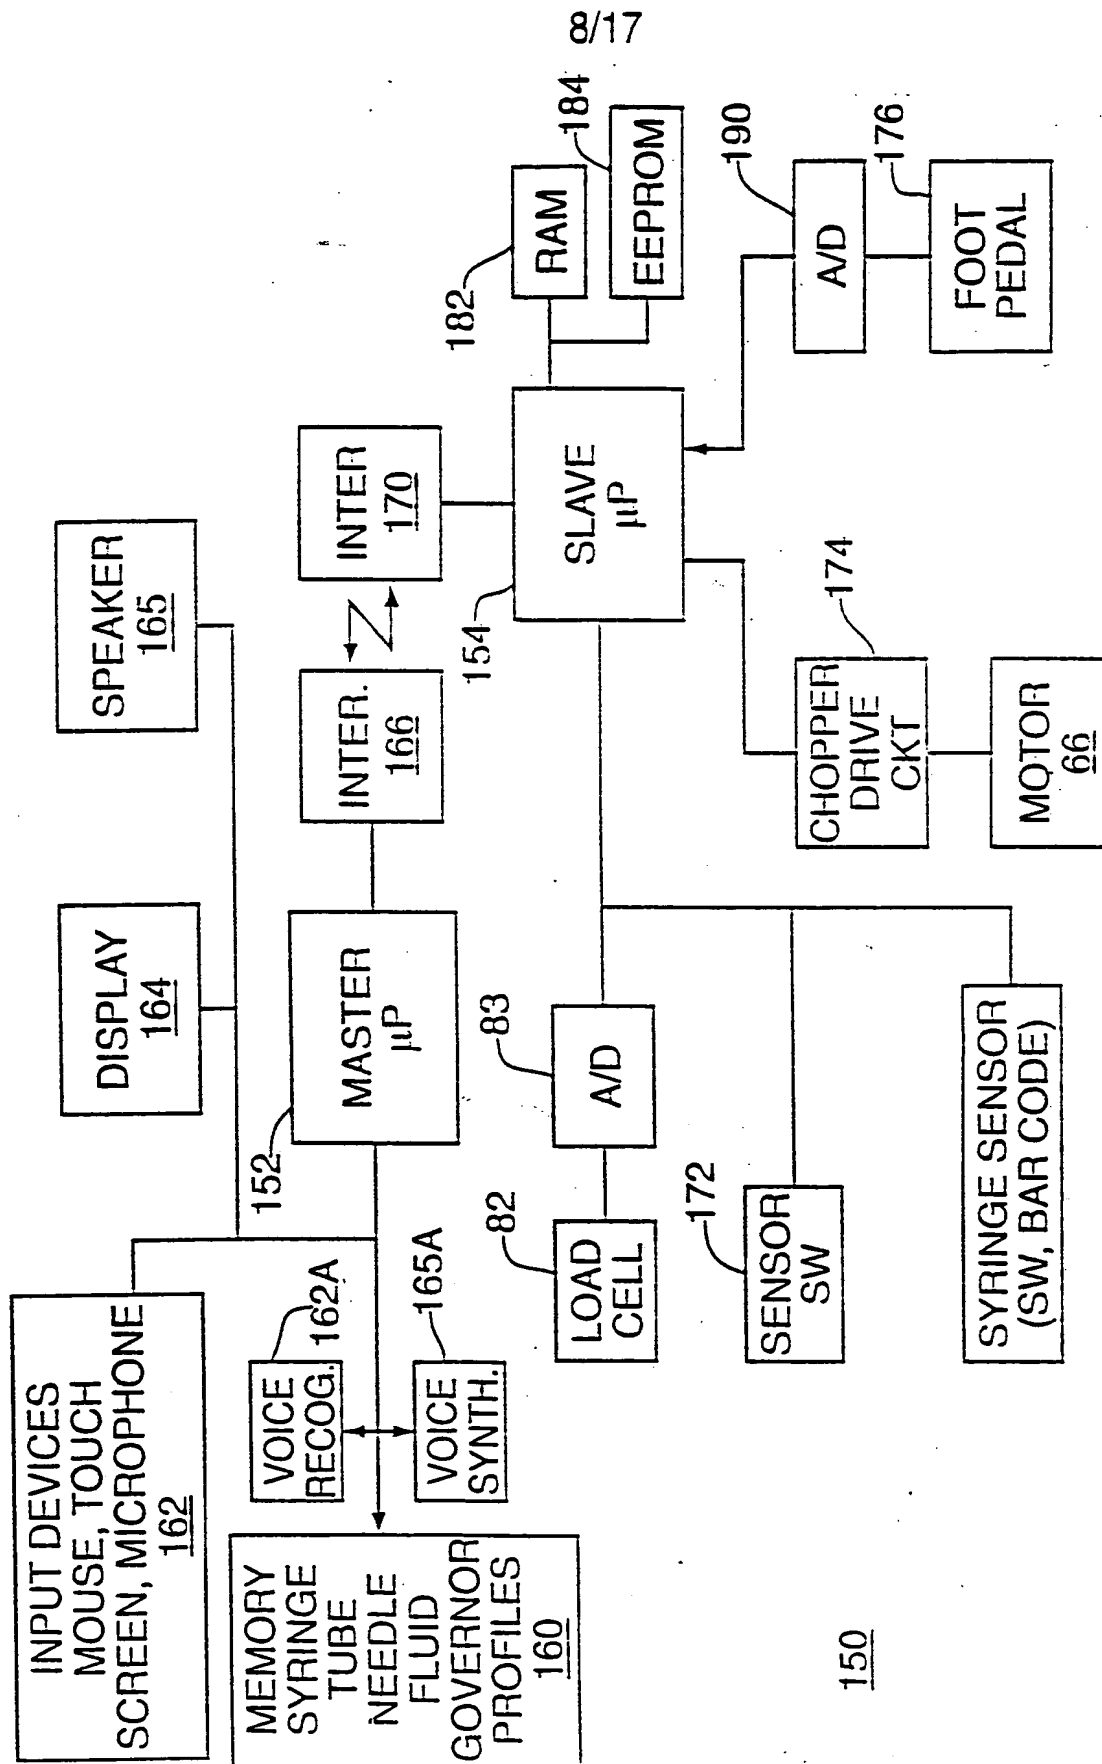 8/17
INPUT DEVICES
MOUSE, TOUCH
SCREEN, MICROPHONE
162
DISPLAY
164
SPEAKER
165
MEMORY
SYRINGE
TUBE
NEEDLE
FLUID
GOVERNOR
PROFILES
160
VOICE
RECOG.
162A
VOICE
SYNTH.
165A
152
MASTER
μP
INTER.
166
INTER
170
182
RAM
184
EEPROM
154
SLAVE
μP
82
LOAD
CELL
83
A/D
172
SENSOR
SW
SYRINGE SENSOR
(SW, BAR CODE)
174
CHOPPER
DRIVE
CKT
MOTOR
66
190
A/D
176
FOOT
PEDAL
150